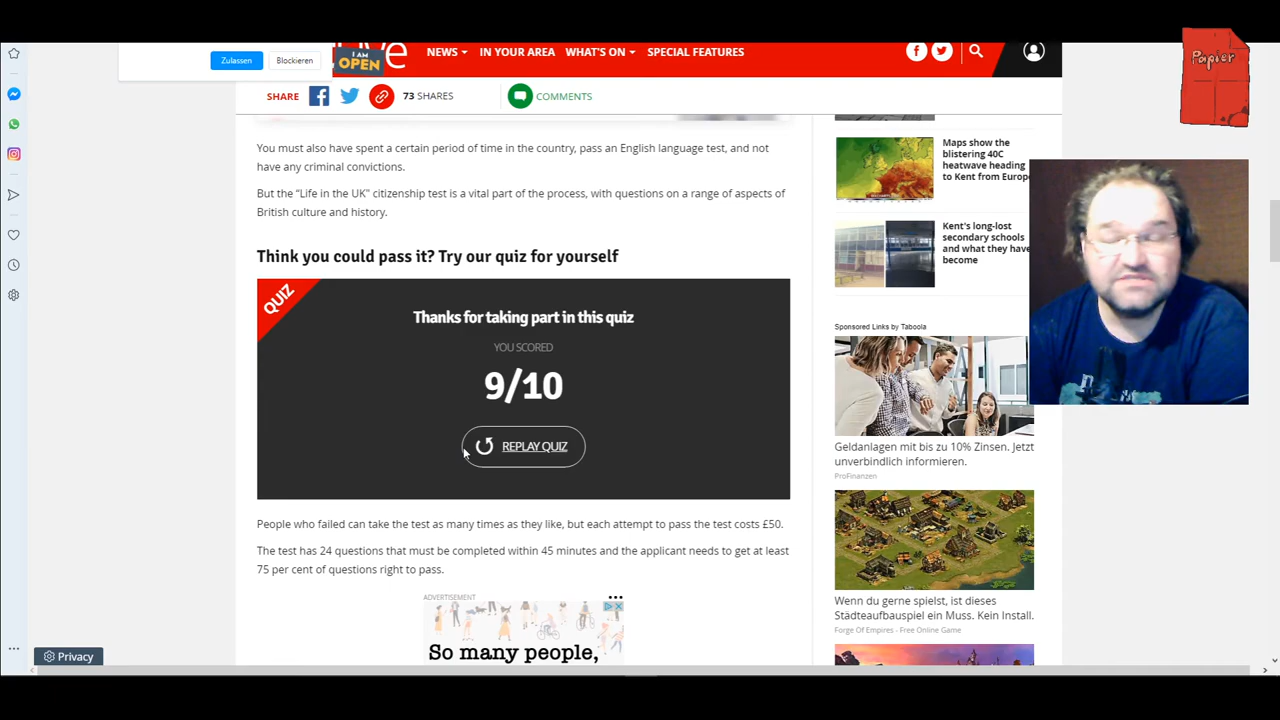 Zulassen
Blockieren
I AM
OPEN
NEWS
IN YOUR AREA
WHAT'S ON
SPECIAL FEATURES
Papier
SHARE
73 SHARES
COMMENTS
You must also have spent a certain period of time in the country, pass an English language test, and not
have any criminal convictions.
But the “Life in the UK” citizenship test is a vital part of the process, with questions on a range of aspects of
British culture and history.
Think you could pass it? Try our quiz for yourself
QUIZ
Thanks for taking part in this quiz
YOU SCORED
9/10
REPLAY QUIZ
People who failed can take the test as many times as they like, but each attempt to pass the test costs £50.
The test has 24 questions that must be completed within 45 minutes and the applicant needs to get at least
75 per cent of questions right to pass.
ADVERTISEMENT
So many people,
Privacy
Maps show the
blistering 40C
heatwave heading
to Kent from Europe
Kent's long-lost
secondary schools
and what they have
become
Sponsored Links by Taboola
Geldanlagen mit bis zu 10% Zinsen. Jetzt
unverbindlich informieren.
ProFinanzen
Wenn du gerne spielst, ist dieses
Städteaufbauspiel ein Muss. Kein Install.
Forge Of Empires - Free Online Game